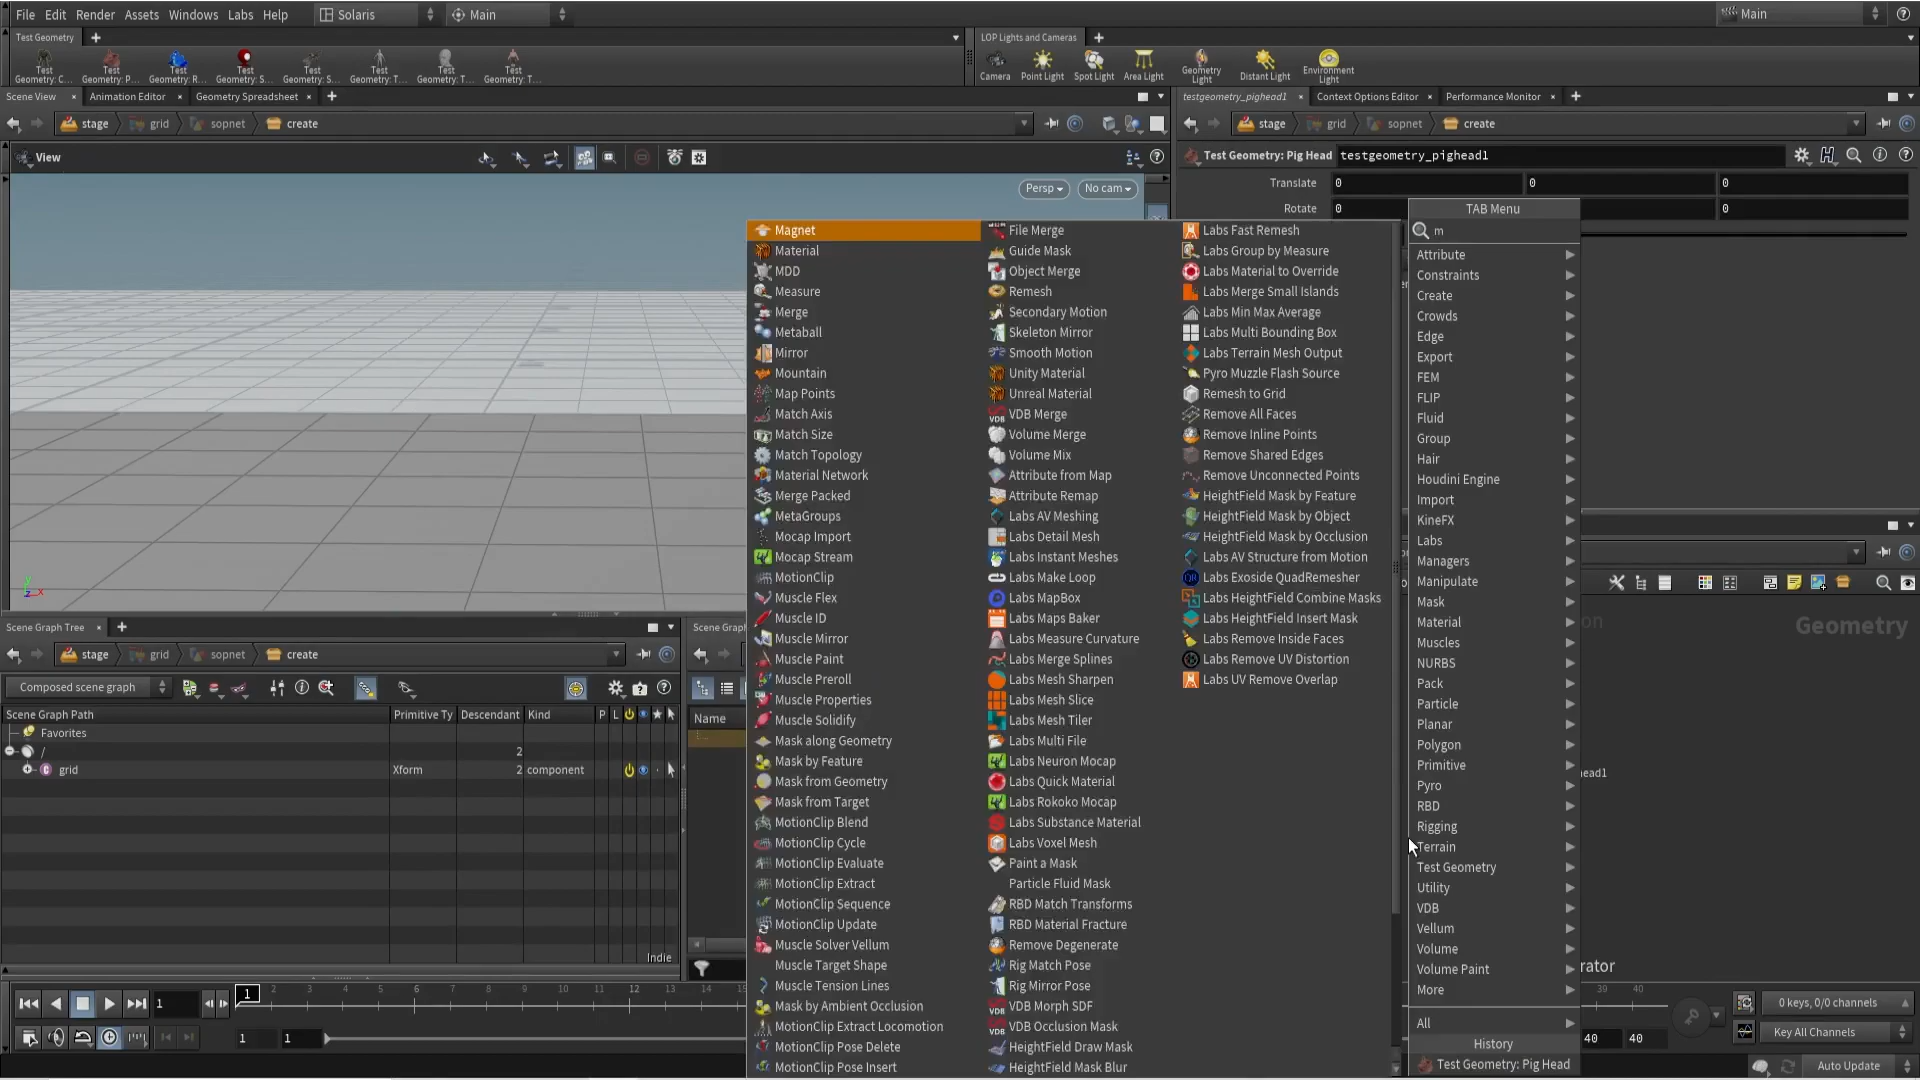 File Edit Render Assets Windows Labs Help Solaris Main Main
Test Geometry
LOP Lights and Cameras
Test Geometry: C... Test Geometry: P... Test Geometry: R... Test Geometry: S... Test Geometry: S... Test Geometry: T... Test Geometry: T... Test Geometry: T...
Camera Point Light Spot Light Area Light Geometry Light Distant Light Environment Light
Scene View Animation Editor Geometry Spreadsheet
testgeometry_pighead1 Context Options Editor Performance Monitor
stage grid sopnet create
stage grid sopnet create
View
Test Geometry: Pig Head testgeometry_pighead1
Persp No cam
Translate 0 0 0
Rotate 0 0
TAB Menu
m
Magnet
Material
MDD
Measure
Merge
Metaball
Mirror
Mountain
Map Points
Match Axis
Match Size
Match Topology
Material Network
Merge Packed
MetaGroups
Mocap Import
Mocap Stream
MotionClip
Muscle Flex
Muscle ID
Muscle Mirror
Muscle Paint
Muscle Preroll
Muscle Properties
Muscle Solidify
Mask along Geometry
Mask by Feature
Mask from Geometry
Mask from Target
MotionClip Blend
MotionClip Cycle
MotionClip Evaluate
MotionClip Extract
MotionClip Sequence
MotionClip Update
Muscle Solver Vellum
Muscle Target Shape
Muscle Tension Lines
Mask by Ambient Occlusion
MotionClip Extract Locomotion
MotionClip Pose Delete
MotionClip Pose Insert
File Merge
Guide Mask
Object Merge
Remesh
Secondary Motion
Skeleton Mirror
Smooth Motion
Unity Material
Unreal Material
VDB Merge
Volume Merge
Volume Mix
Attribute from Map
Attribute Remap
Labs AV Meshing
Labs Detail Mesh
Labs Instant Meshes
Labs Make Loop
Labs MapBox
Labs Maps Baker
Labs Measure Curvature
Labs Merge Splines
Labs Mesh Sharpen
Labs Mesh Slice
Labs Mesh Tiler
Labs Multi File
Labs Neuron Mocap
Labs Quick Material
Labs Rokoko Mocap
Labs Substance Material
Labs Voxel Mesh
Paint a Mask
Particle Fluid Mask
RBD Match Transforms
RBD Material Fracture
Remove Degenerate
Rig Match Pose
Rig Mirror Pose
VDB Morph SDF
VDB Occlusion Mask
HeightField Draw Mask
HeightField Mask Blur
Labs Fast Remesh
Labs Group by Measure
Labs Material to Override
Labs Merge Small Islands
Labs Min Max Average
Labs Multi Bounding Box
Labs Terrain Mesh Output
Pyro Muzzle Flash Source
Remesh to Grid
Remove All Faces
Remove Inline Points
Remove Shared Edges
Remove Unconnected Points
HeightField Mask by Feature
HeightField Mask by Object
HeightField Mask by Occlusion
Labs AV Structure from Motion
Labs Exoside QuadRemesher
Labs HeightField Combine Masks
Labs HeightField Insert Mask
Labs Remove Inside Faces
Labs Remove UV Distortion
Labs UV Remove Overlap
Attribute
Constraints
Create
Crowds
Edge
Export
FEM
FLIP
Fluid
Group
Hair
Houdini Engine
Import
KineFX
Labs
Managers
Manipulate
Mask
Material
Muscles
NURBS
Pack
Particle
Planar
Polygon
Primitive
Pyro
RBD
Rigging
Terrain
Test Geometry
Utility
VDB
Vellum
Volume
Volume Paint
More
All
History
Test Geometry: Pig Head
on Geometry
ead1
rator
Scene Graph Tree
Scene Graph
stage grid sopnet create
Composed scene graph
Scene Graph Path Primitive Ty Descendant Kind P L
Name
Favorites
/ 2
grid Xform 2 component
Indie
1 1 2 3 4 5 6 7 8 9 10 11 12 13 14 15
39 40
0 keys, 0/0 channels
1 1
40 40
Key All Channels
Auto Update